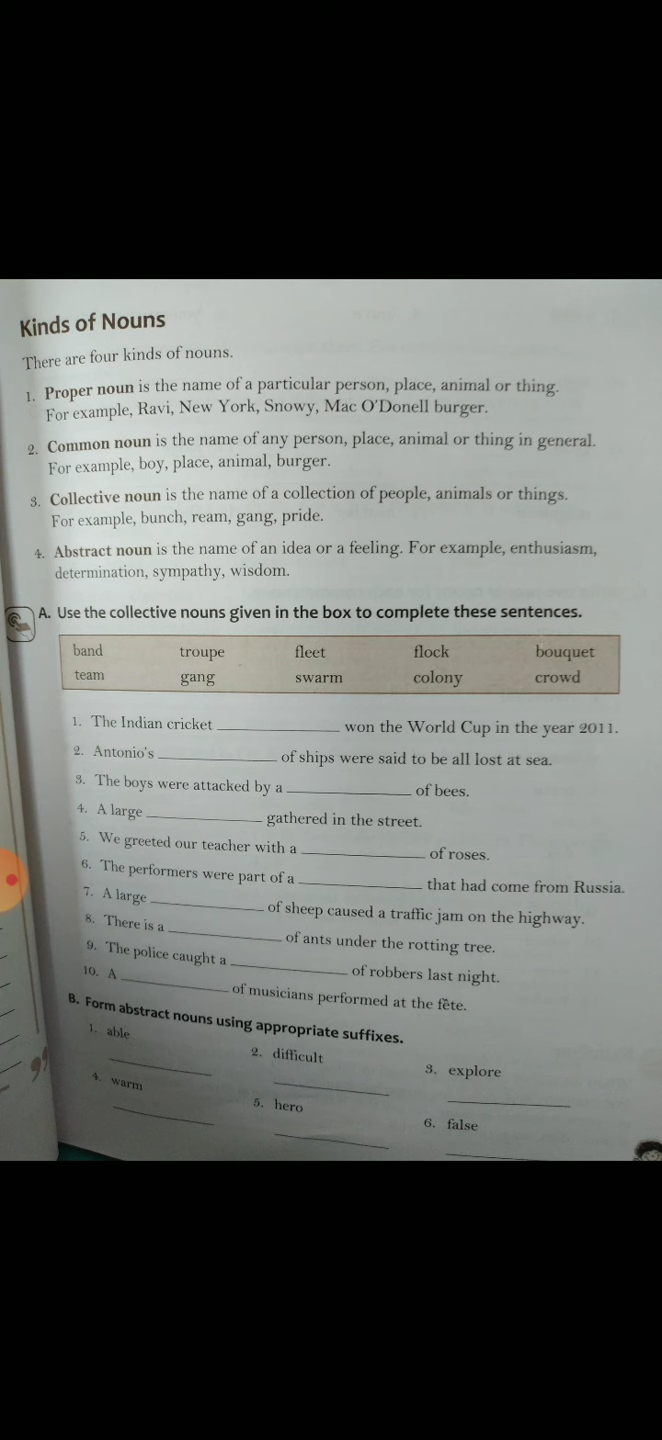 Kinds of Nouns
There are four kinds of nouns.
1. Proper noun is the name of a particular person, place, animal or thing.
For example, Ravi, New York, Snowy, Mac O'Donell burger.
2. Common noun is the name of any person, place, animal or thing in general.
For example, boy, place, animal, burger.
3. Collective noun is the name of a collection of people, animals or things.
For example, bunch, ream, gang, pride.
4. Abstract noun is the name of an idea or a feeling. For example, enthusiasm,
determination, sympathy, wisdom.
A. Use the collective nouns given in the box to complete these sentences.
band troupe fleet flock bouquet
team gang swarm colony crowd
1. The Indian cricket ____________ won the World Cup in the year 2011.
2. Antonio's ____________ of ships were said to be all lost at sea.
3. The boys were attacked by a ____________ of bees.
4. A large ____________ gathered in the street.
5. We greeted our teacher with a ____________ of roses.
6. The performers were part of a ____________ that had come from Russia.
7. A large ____________ of sheep caused a traffic jam on the highway.
8. There is a ____________ of ants under the rotting tree.
9. The police caught a ____________ of robbers last night.
10. A ____________ of musicians performed at the fête.
B. Form abstract nouns using appropriate suffixes.
1. able 2. difficult 3. explore
4. warm 5. hero 6. false